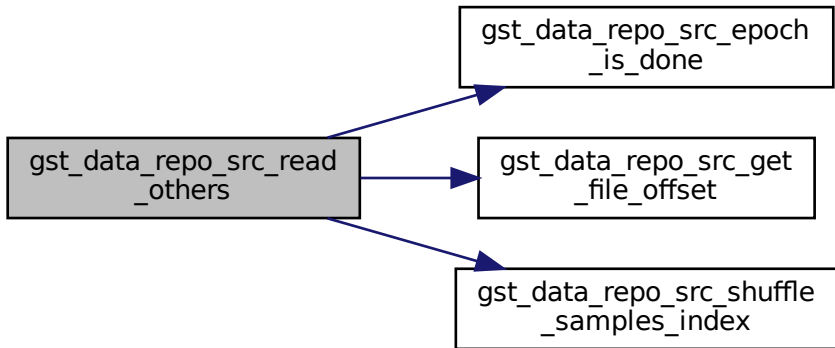 gst_data_repo_src_epoch
_is_done
gst_data_repo_src_read
_others
gst_data_repo_src_get
_file_offset
gst_data_repo_src_shuffle
_samples_index